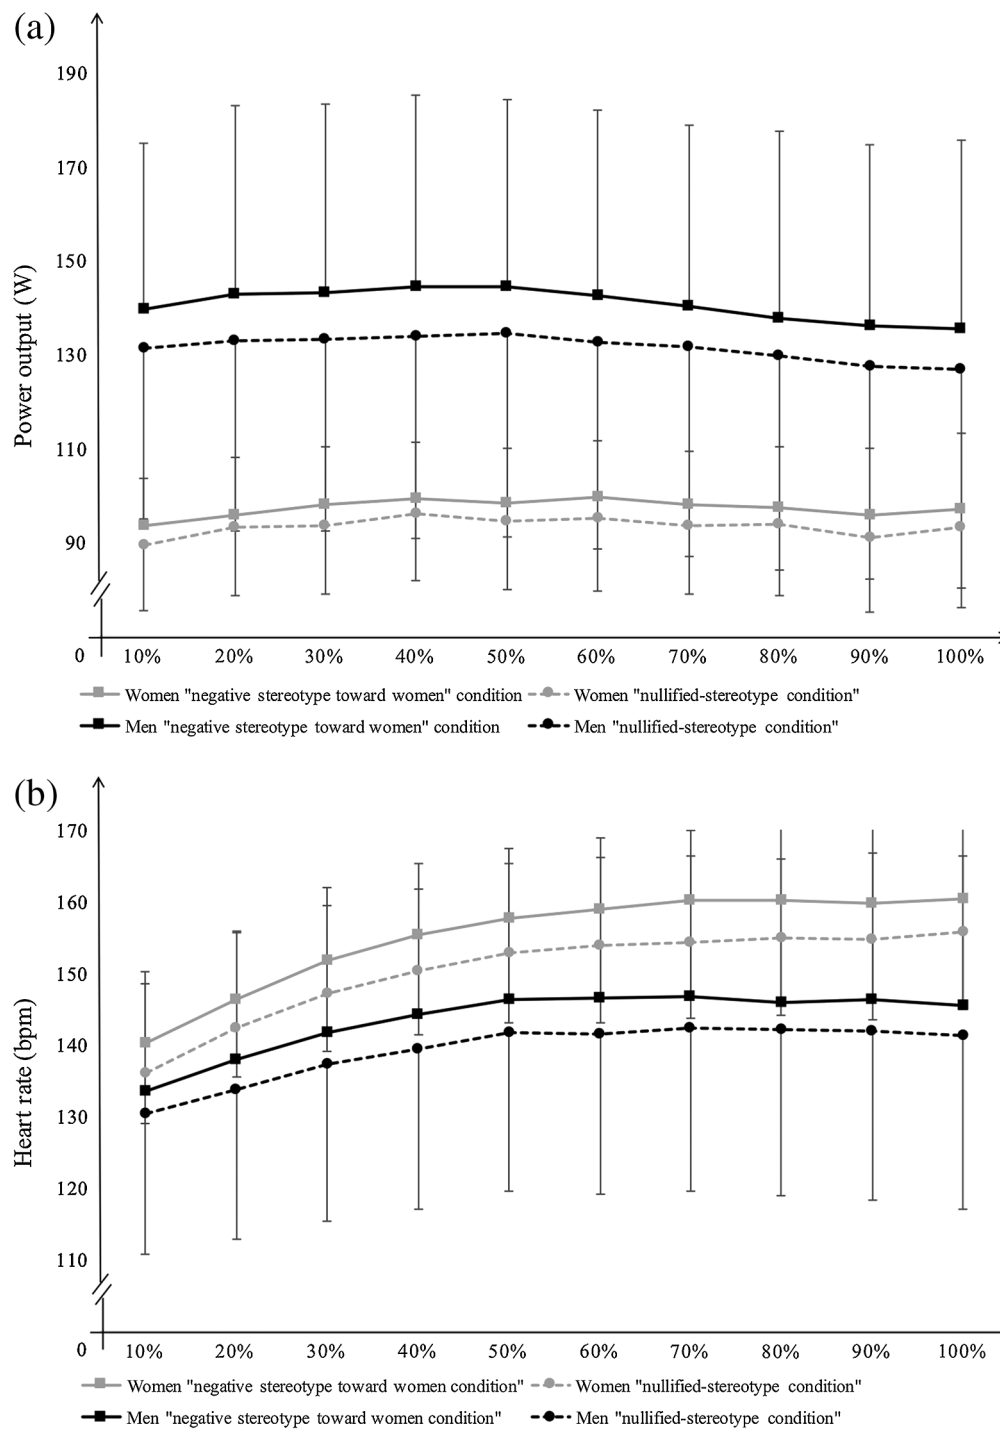 (a)
190
170
150
130
110
90
0
Power output (W)
10% 20% 30% 40% 50% 60% 70% 80% 90% 100%
Women "negative stereotype toward women" condition Women "nullified-stereotype condition"
Men "negative stereotype toward women" condition Men "nullified-stereotype condition"
(b)
170
160
150
140
130
120
110
0
Heart rate (bpm)
10% 20% 30% 40% 50% 60% 70% 80% 90% 100%
Women "negative stereotype toward women condition" Women "nullified-stereotype condition"
Men "negative stereotype toward women condition" Men "nullified-stereotype condition"